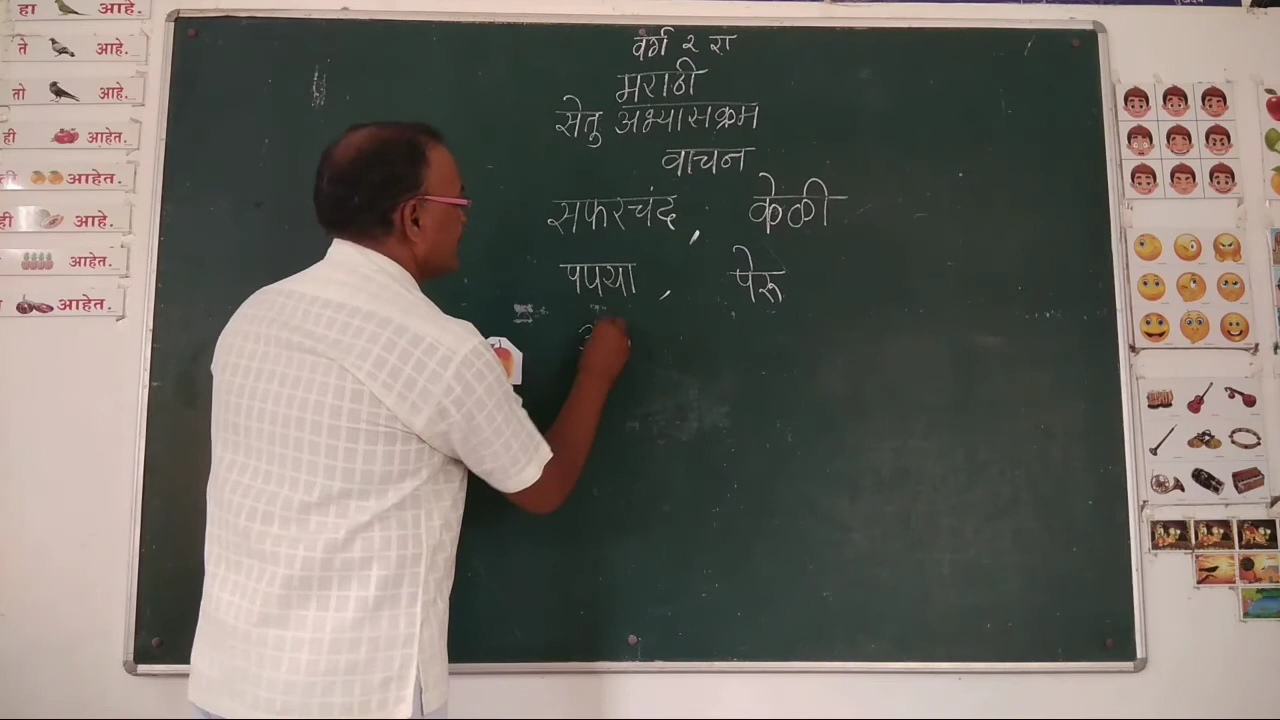 हा आहे.
ते आहे.
तो आहे.
ही आहेत.
आहेत.
ही आहे.
आहेत.
आहेत.
वर्ग २ रा
मराठी
सेतु अभ्यासक्रम
वाचन
सफरचंद, केळी
पपया, पेरू